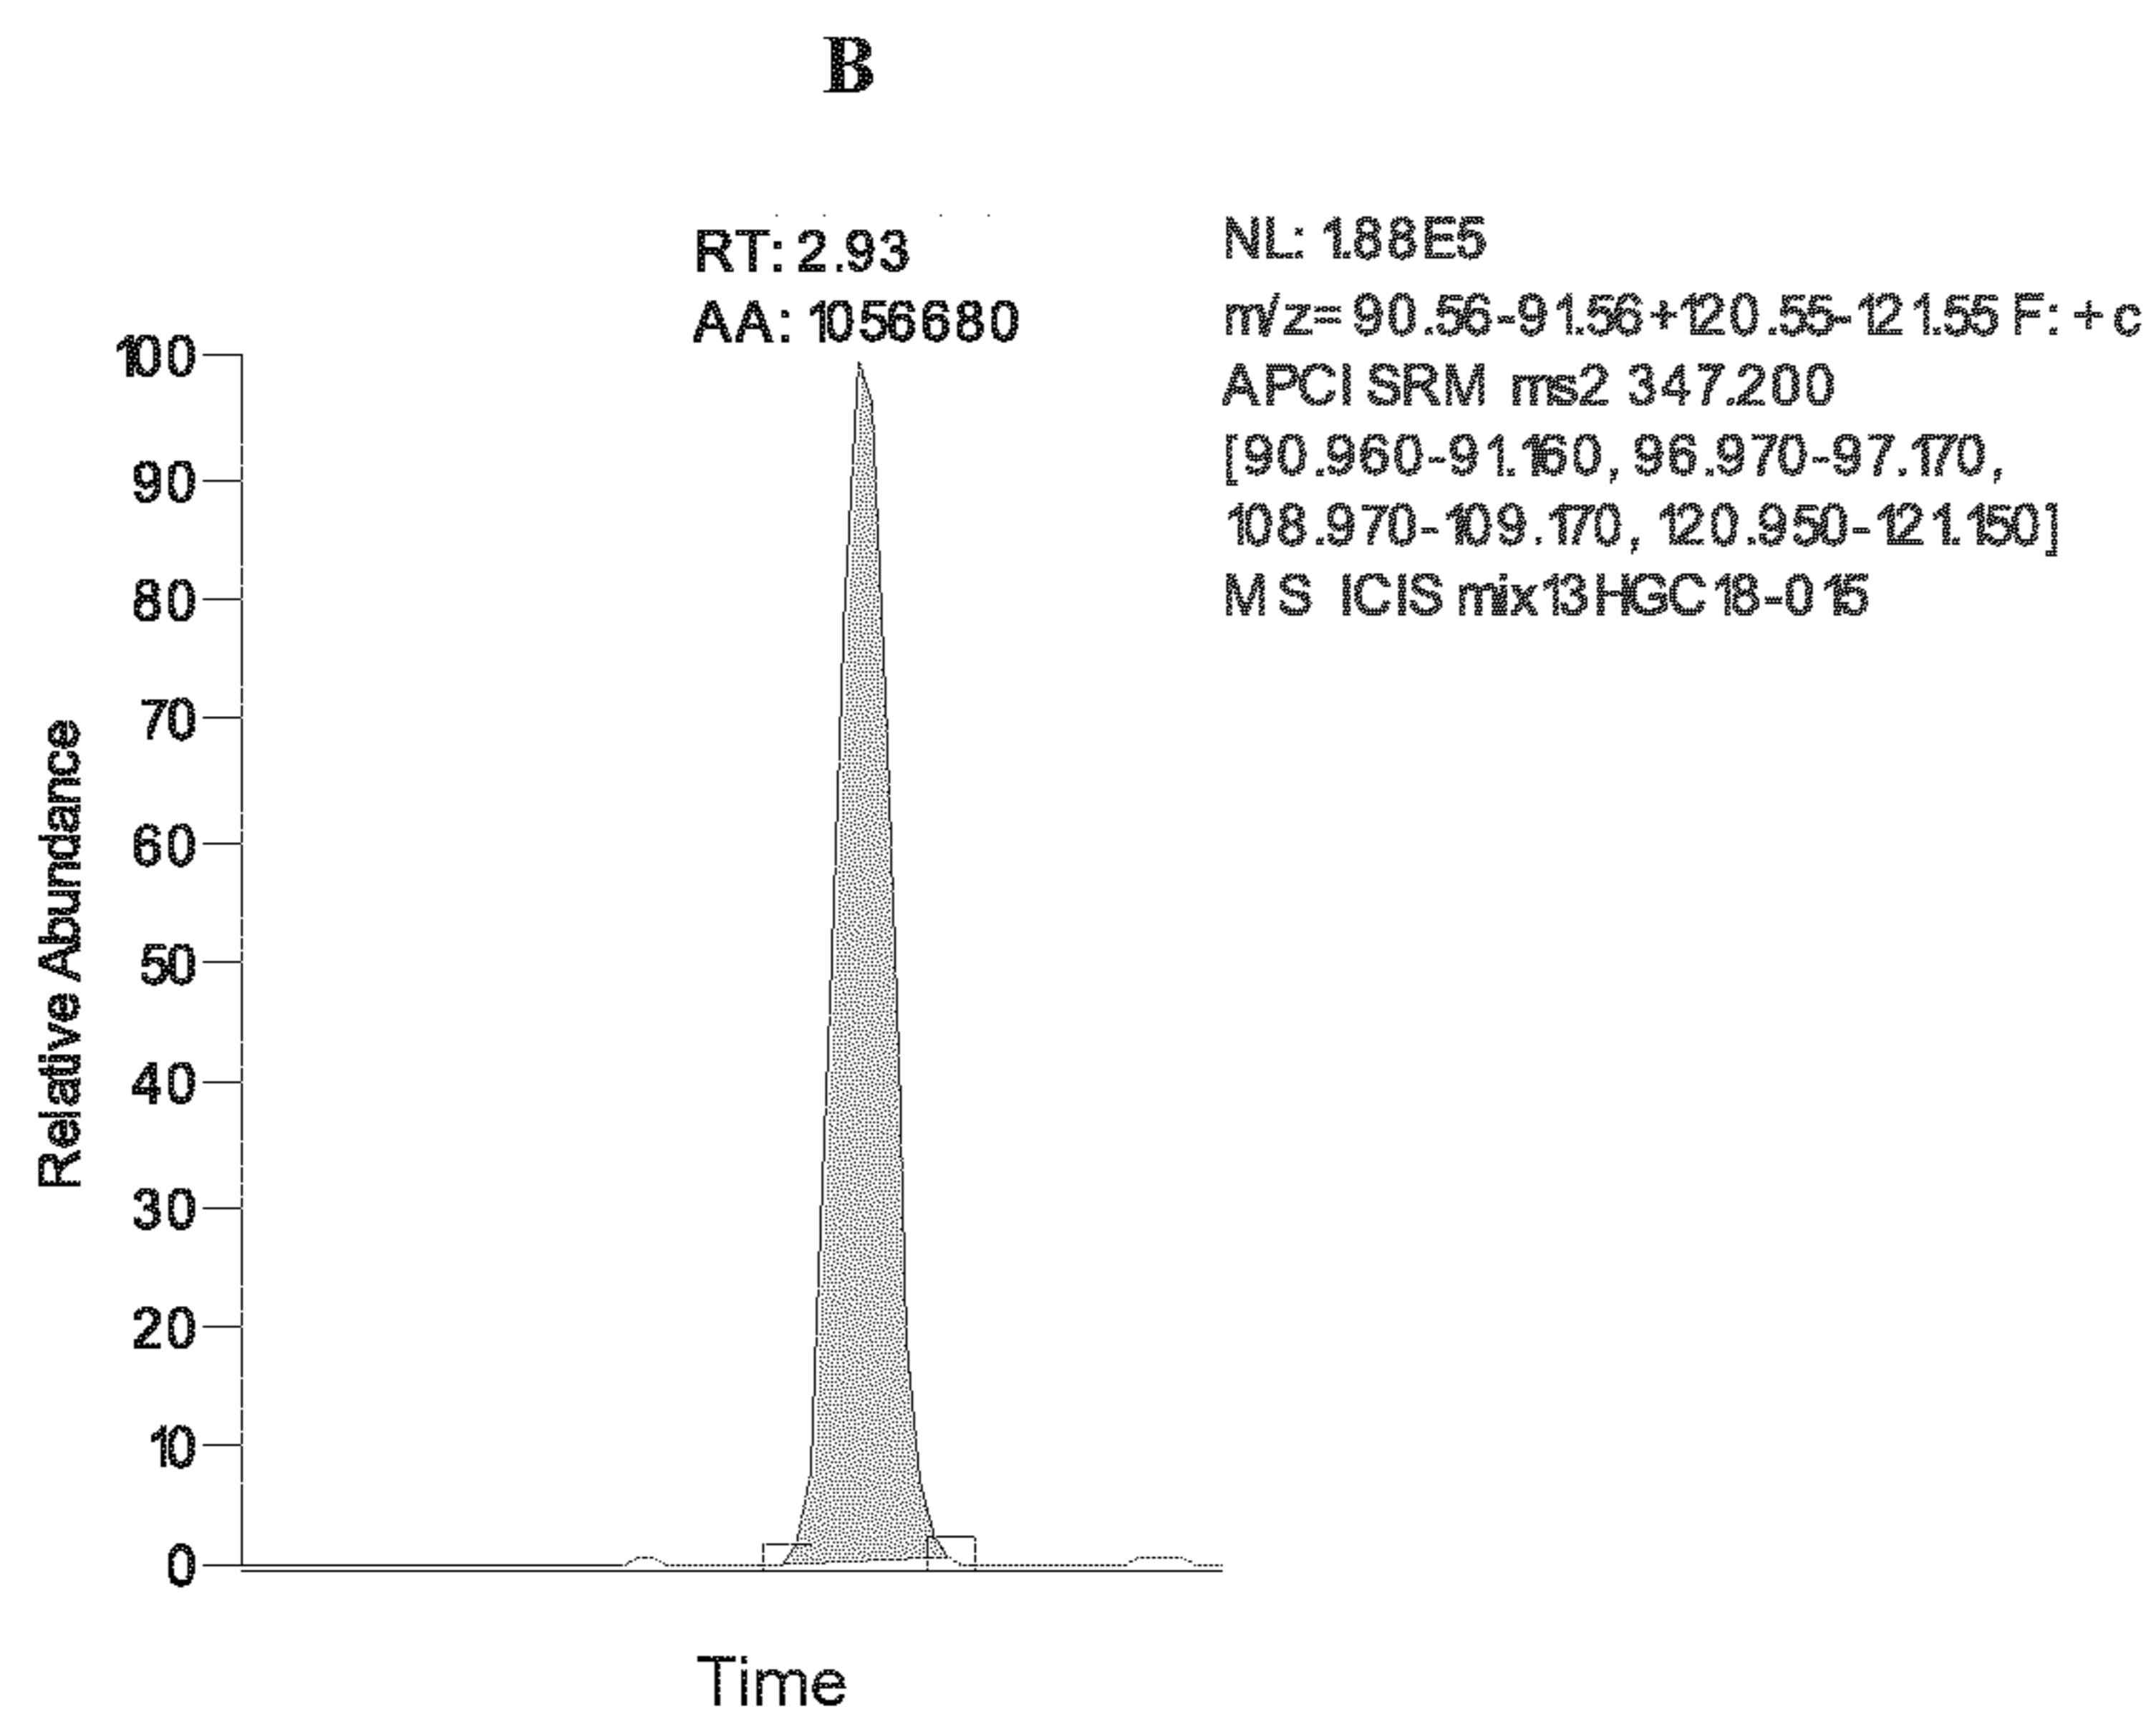 B
RT: 2.93
AA: 1056680
NL: 1.88E5
m/z= 90.56-91.56+120.55-121.55 F: + c
APCI SRM ms2 347.200
[90.960-91.160, 96.970-97.170,
108.970-109.170, 120.950-121.150]
MS ICIS mix13HGC18-015
100
90
80
70
60
50
40
30
20
10
0
Relative Abundance
Time